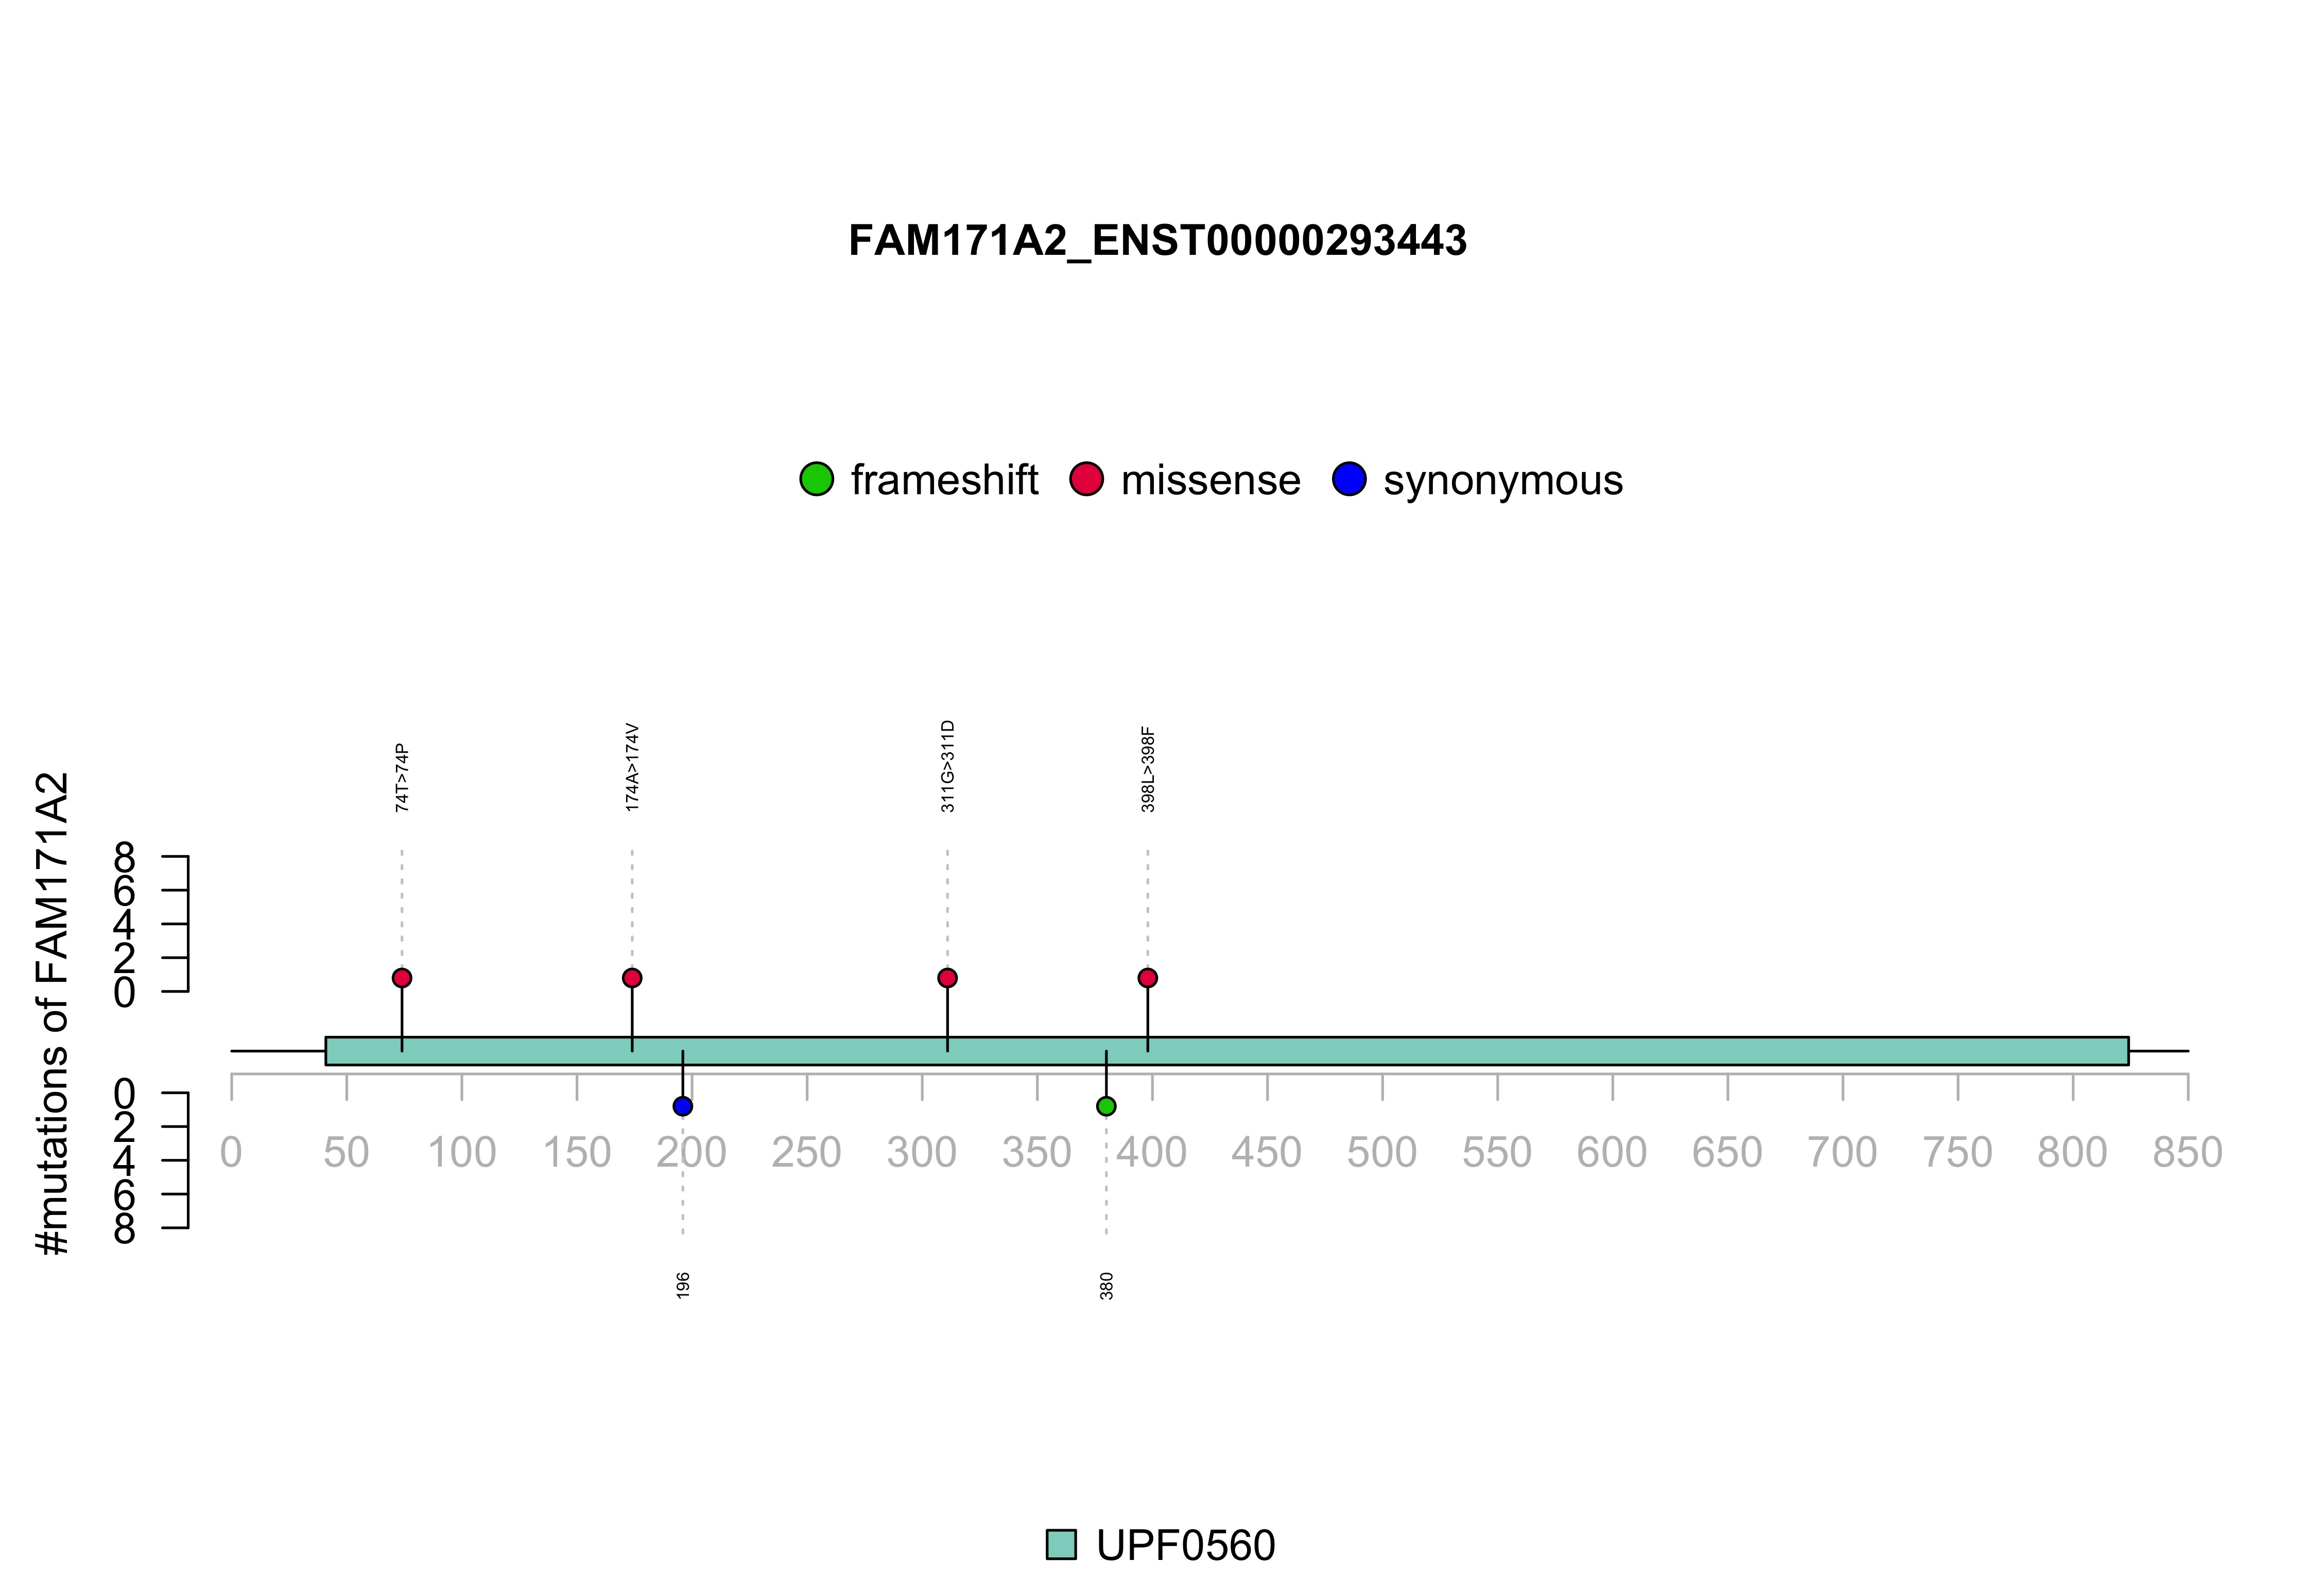 FAM171A2_ENST00000293443
frameshift missense synonymous
74T>74P
174A>174V
311G>311D
398L>398F
#mutations of FAM171A2
8
6
4
2
0
0
2
4
6
8
0 50 100 150 200 250 300 350 400 450 500 550 600 650 700 750 800 850
196
380
UPF0560